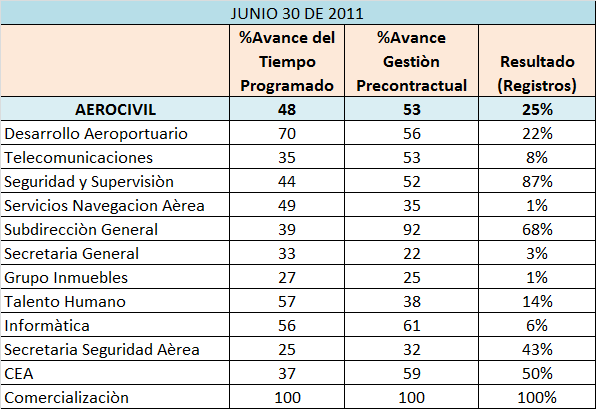 JUNIO 30 DE 2011
%Avance del Tiempo Programado %Avance Gestiòn Precontractual Resultado (Registros)
AEROCIVIL 48 53 25%
Desarrollo Aeroportuario 70 56 22%
Telecomunicaciones 35 53 8%
Seguridad y Supervisiòn 44 52 87%
Servicios Navegacion Aèrea 49 35 1%
Subdirecciòn General 39 92 68%
Secretaria General 33 22 3%
Grupo Inmuebles 27 25 1%
Talento Humano 57 38 14%
Informàtica 56 61 6%
Secretaria Seguridad Aèrea 25 32 43%
CEA 37 59 50%
Comercializaciòn 100 100 100%